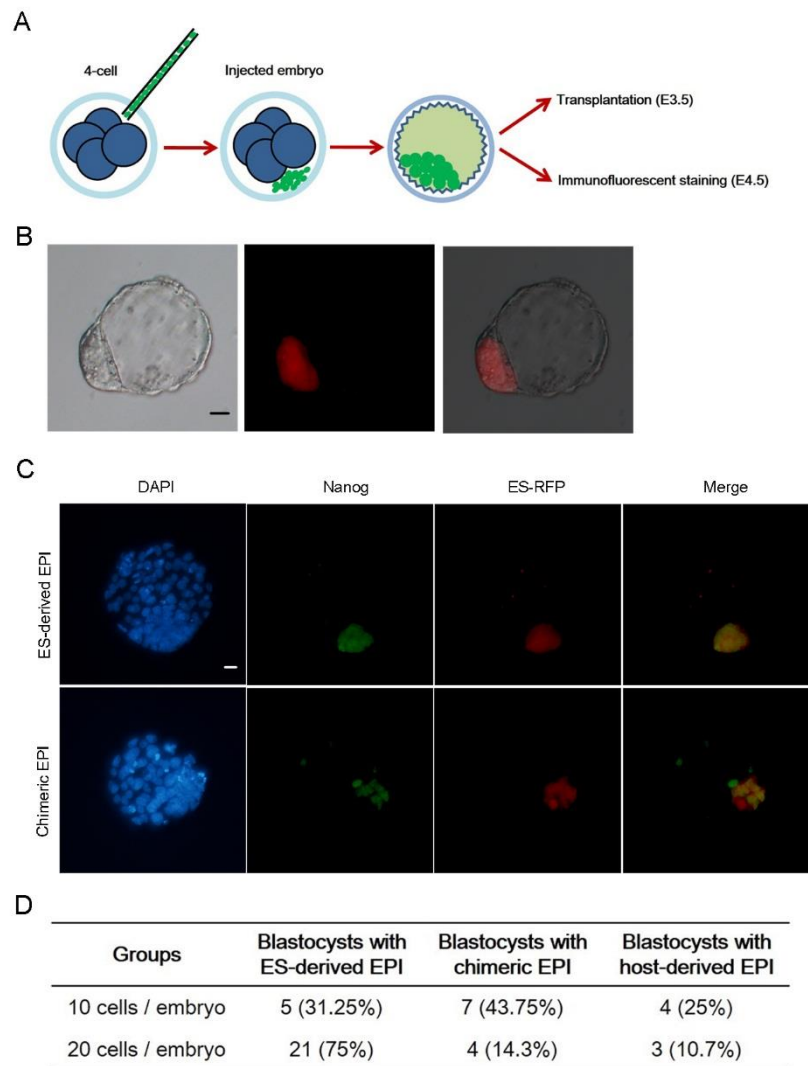 A
4-cell
Injected embryo
Transplantation (E3.5)
Immunofluorescent staining (E4.5)
B
C
DAPI Nanog ES-RFP Merge
ES-derived EPI
Chimeric EPI
D
Groups Blastocysts with ES-derived EPI Blastocysts with chimeric EPI Blastocysts with host-derived EPI
10 cells / embryo 5 (31.25%) 7 (43.75%) 4 (25%)
20 cells / embryo 21 (75%) 4 (14.3%) 3 (10.7%)